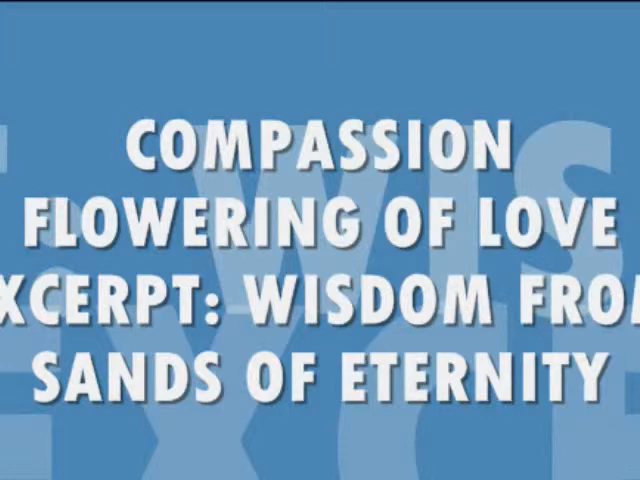 COMPASSION
FLOWERING OF LOVE
XCERPT: WISDOM FROM
SANDS OF ETERNITY